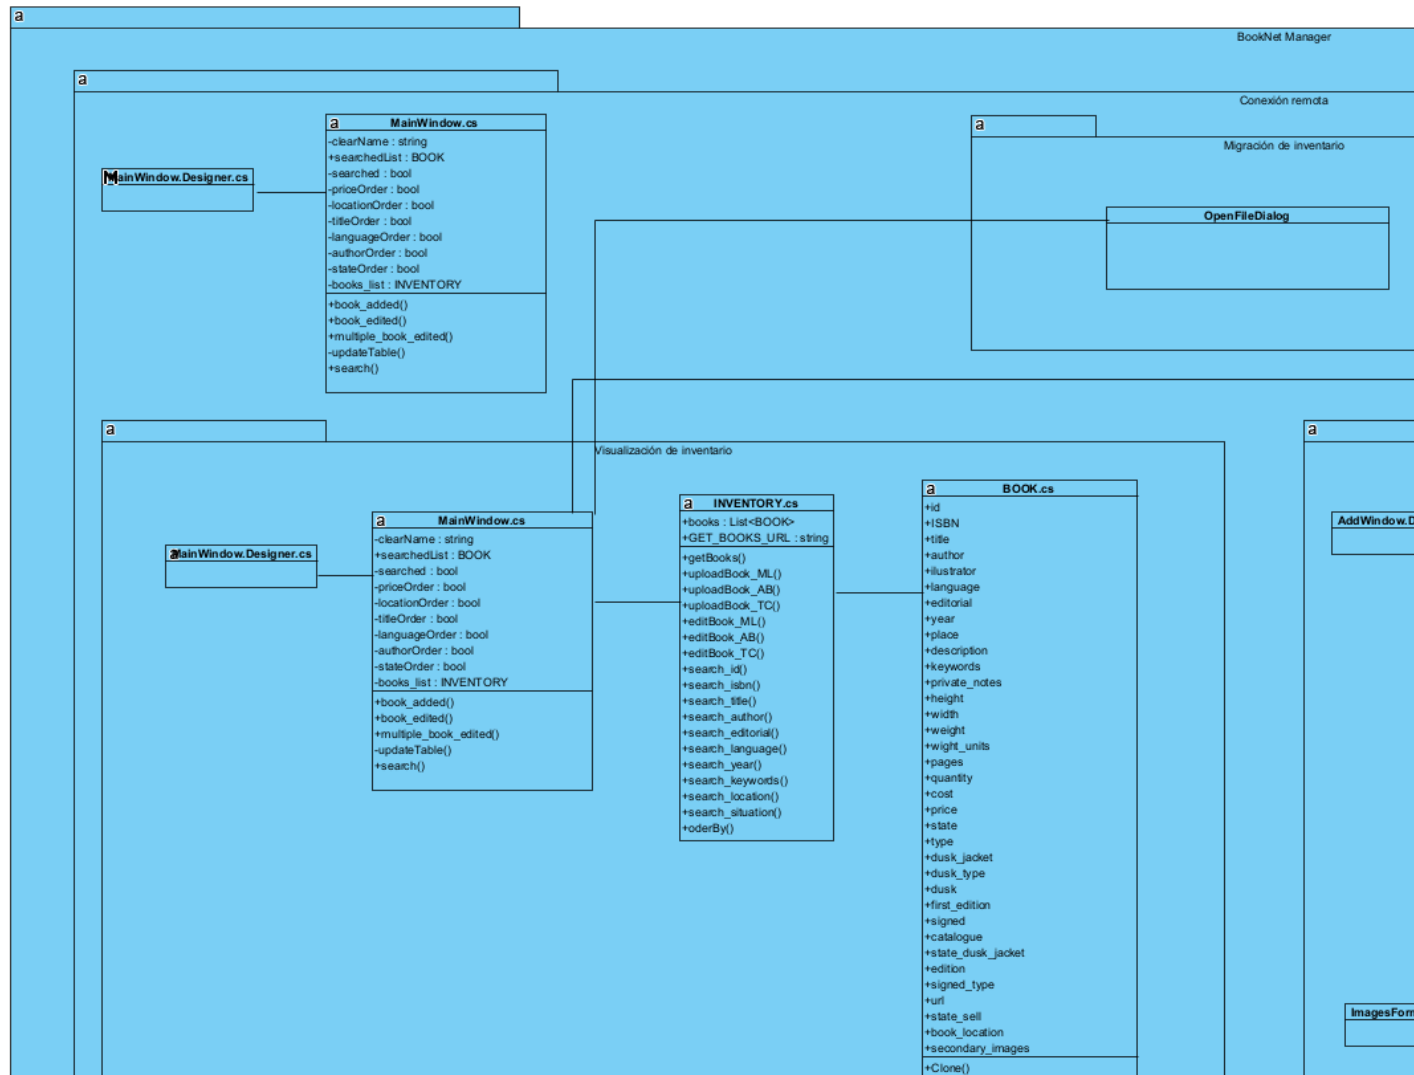 a
BookNet Manager
a
Conexión remota
a
MainWindow.cs
-clearName : string
+searchedList : BOOK
-searched : bool
-priceOrder : bool
-locationOrder : bool
-titleOrder : bool
-languageOrder : bool
-authorOrder : bool
-stateOrder : bool
-books_list : INVENTORY
+book_added()
+book_edited()
+multiple_book_edited()
-updateTable()
+search()
MainWindow.Designer.cs
a
Migración de inventario
OpenFileDialog
a
Visualización de inventario
aMainWindow.Designer.cs
a
MainWindow.cs
-clearName : string
+searchedList : BOOK
-searched : bool
-priceOrder : bool
-locationOrder : bool
-titleOrder : bool
-languageOrder : bool
-authorOrder : bool
-stateOrder : bool
-books_list : INVENTORY
+book_added()
+book_edited()
+multiple_book_edited()
-updateTable()
+search()
a
INVENTORY.cs
+books : List<BOOK>
+GET_BOOKS_URL : string
+getBooks()
+uploadBook_ML()
+uploadBook_AB()
+uploadBook_TC()
+editBook_ML()
+editBook_AB()
+editBook_TC()
+search_id()
+search_isbn()
+search_title()
+search_author()
+search_editorial()
+search_language()
+search_year()
+search_keywords()
+search_location()
+search_situation()
+oderBy()
a
BOOK.cs
+id
+ISBN
+title
+author
+ilustrator
+language
+editorial
+year
+place
+description
+keywords
+private_notes
+height
+width
+weight
+wight_units
+pages
+quantity
+cost
+price
+state
+type
+dusk_jacket
+dusk_type
+dusk
+first_edition
+signed
+catalogue
+state_dusk_jacket
+edition
+signed_type
+url
+state_sell
+book_location
+secondary_images
+Clone()
a
AddWindow.D
ImagesForm